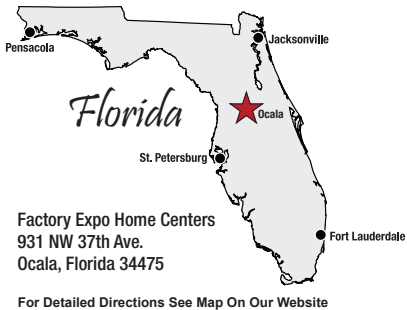 Pensacola
Jacksonville
Florida
Ocala
St. Petersburg
Factory Expo Home Centers
931 NW 37th Ave.
Ocala, Florida 34475
Fort Lauderdale
For Detailed Directions See Map On Our Website